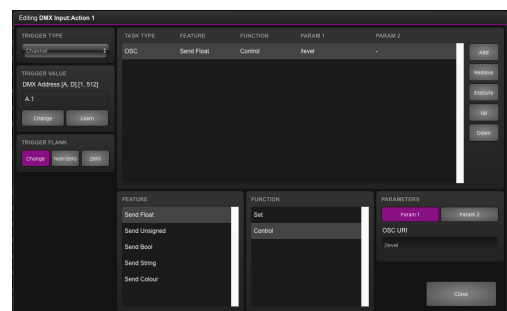 Editing DMX Input:Action 1
TRIGGER TYPE
Channel
TRIGGER VALUE
DMX Address [A, D].[1, 512]
A.1
Change Learn
TRIGGER FLANK
Change Non-zero Zero
TASK TYPE FEATURE FUNCTION PARAM 1 PARAM 2
OSC Send Float Control /level -
Add
Remove
Execute
Up
Down
FEATURE
Send Float
Send Unsigned
Send Bool
Send String
Send Colour
FUNCTION
Set
Control
PARAMETERS
Param 1 Param 2
OSC URI
/level
Close